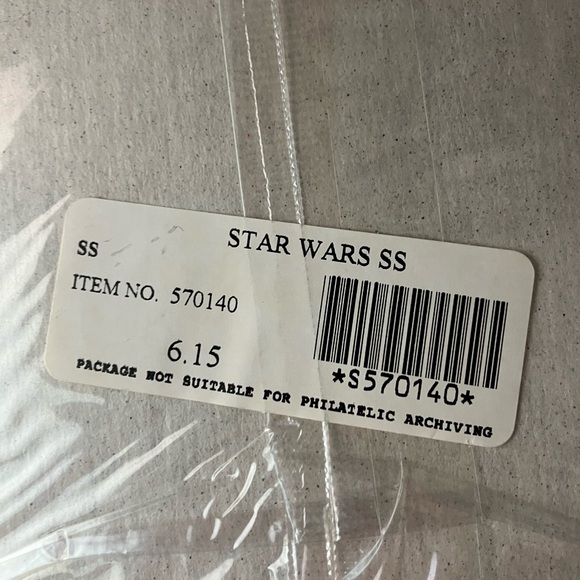 STAR WARS SS
SS
ITEM NO. 570140
6.15
*S570140*
PACKAGE NOT SUITABLE FOR PHILATELIC ARCHIVING